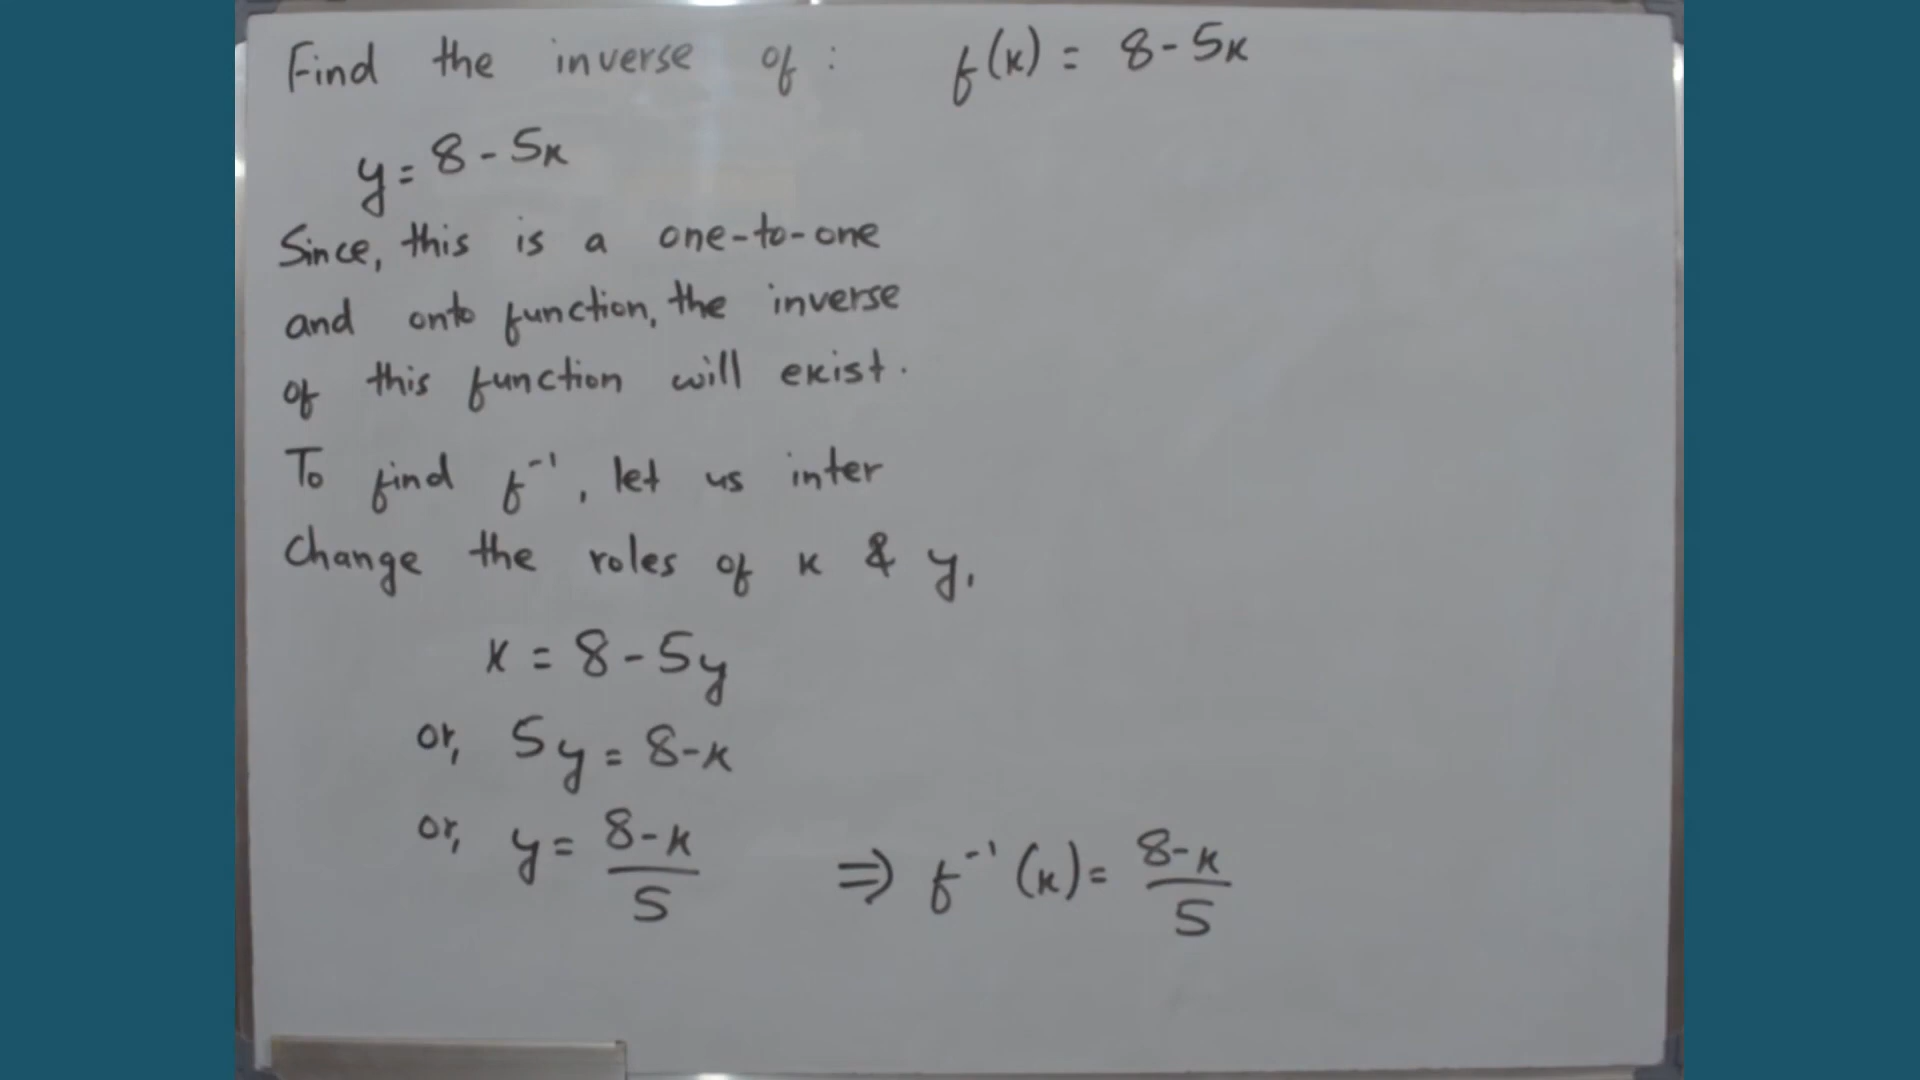 Find the inverse of : f(x) = 8 - 5x
y = 8 - 5x
Since, this is a one-to-one
and onto function, the inverse
of this function will exist.
To find f⁻¹, let us inter
change the roles of x & y,
x = 8 - 5y
or, 5y = 8-x
or, y = (8-x)/5 ⇒ f⁻¹(x) = (8-x)/5